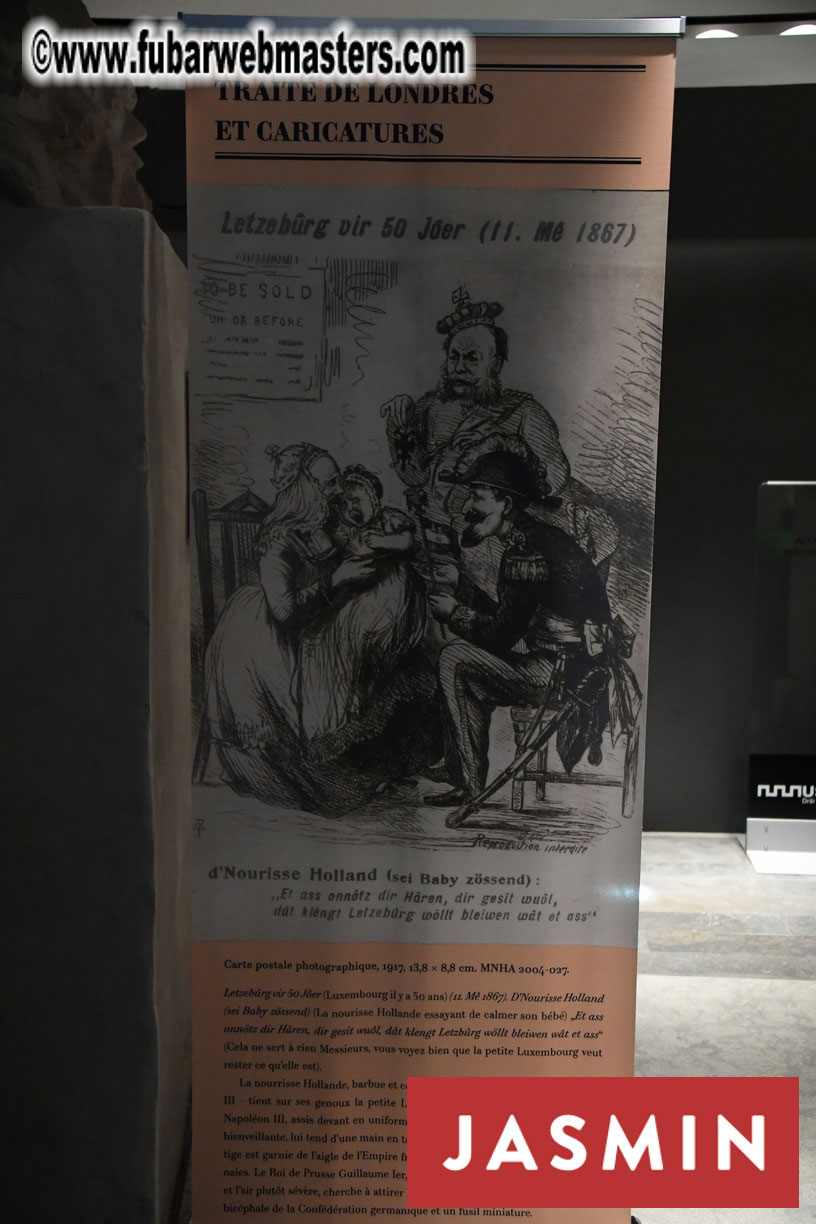 ©www.fubarwebmasters.com
TRAITÉ DE LONDRES
ET CARICATURES
Letzebûrg vir 50 Jôer (11. Mê 1867)
TO BE SOLD
ON OR BEFORE
Reproduction interdite
d'Nourisse Holland (sei Baby zössend) :
„Et ass onnôtz dir Hären, dir gesit wuôl,
dát klengt Letzebûrg wöllt bleiwen wât et ass“
Carte postale photographique, 1917, 13,8 × 8,8 cm. MNHA 2004-027.
Letzebûrg vir 50 Jôer (Luxembourg il y a 50 ans) (11. Mê 1867). D'Nourisse Holland
(sei Baby zössend) (La nourisse Hollande essayant de calmer son bébé) „Et ass
onnôtz dir Hären, dir gesit wuôl, dât klengt Letzbûrg wöllt bleiwen wât et ass“
(Cela ne sert à rien Messieurs, vous voyez bien que la petite Luxembourg veut
rester ce qu'elle est).
La nourrisse Hollande, barbue et
III - tient sur ses genoux la petite
Napoléon III, assis devant en
bienveillante, lui tend d'une main en
tige est garnie de l'aigle de l'Empire
naies. Le Roi de Prusse Guillaume Ier,
et l'air plutôt sévère, cherche à attirer
bicéphale de la Confédération germanique et un fusil miniature.
JASMIN